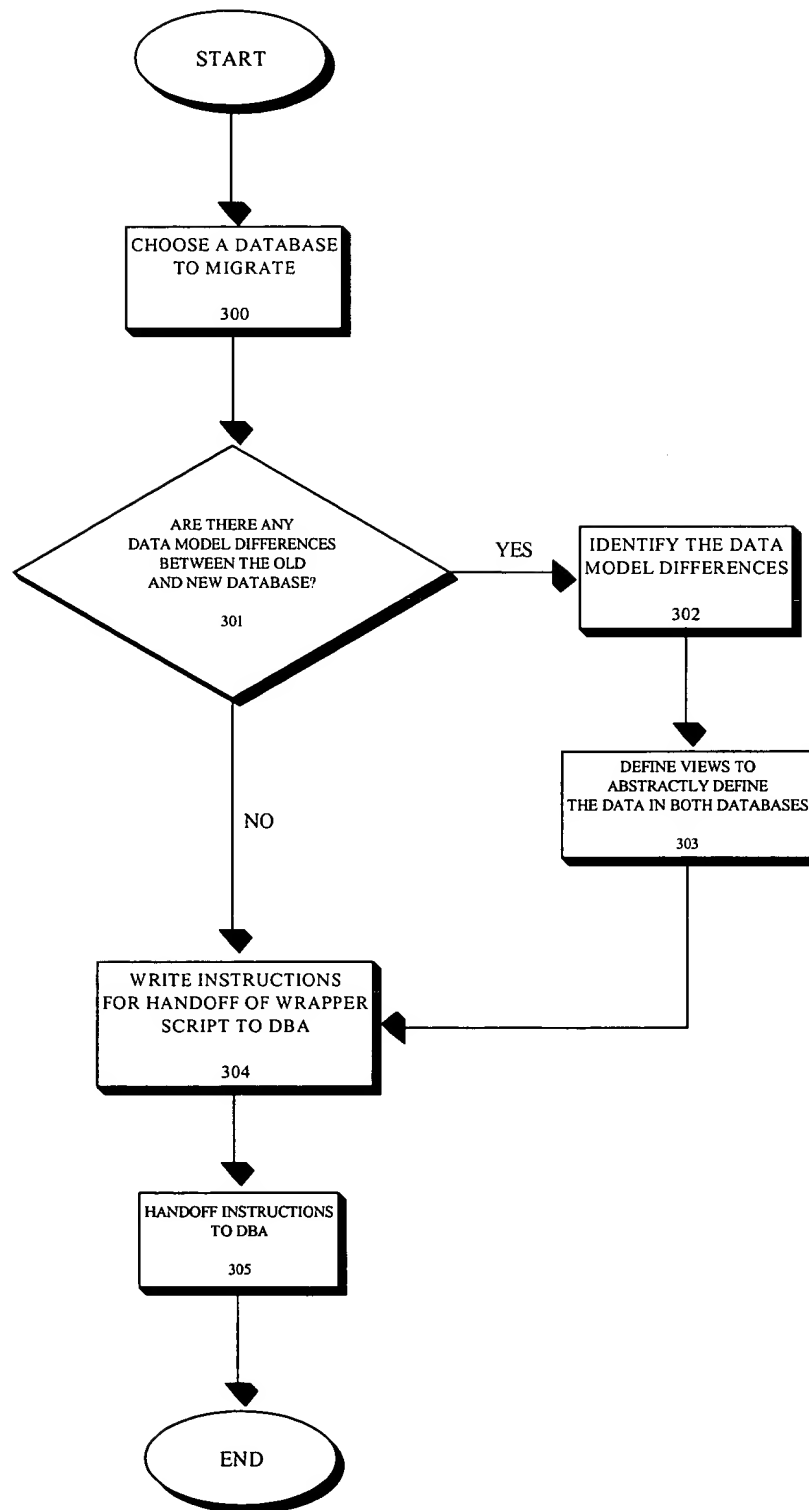 START
CHOOSE A DATABASE
TO MIGRATE
300
ARE THERE ANY
DATA MODEL DIFFERENCES
BETWEEN THE OLD
AND NEW DATABASE?
301
YES
IDENTIFY THE DATA
MODEL DIFFERENCES
302
DEFINE VIEWS TO
ABSTRACTLY DEFINE
THE DATA IN BOTH DATABASES
303
NO
WRITE INSTRUCTIONS
FOR HANDOFF OF WRAPPER
SCRIPT TO DBA
304
HANDOFF INSTRUCTIONS
TO DBA
305
END